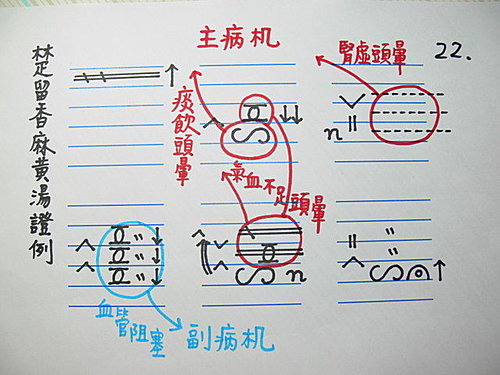 楚留香麻黃湯證例
主病机
22.
腎虛頭暈
痰飲頭暈
氣血不足頭暈
n
n
血管阻塞
副病机